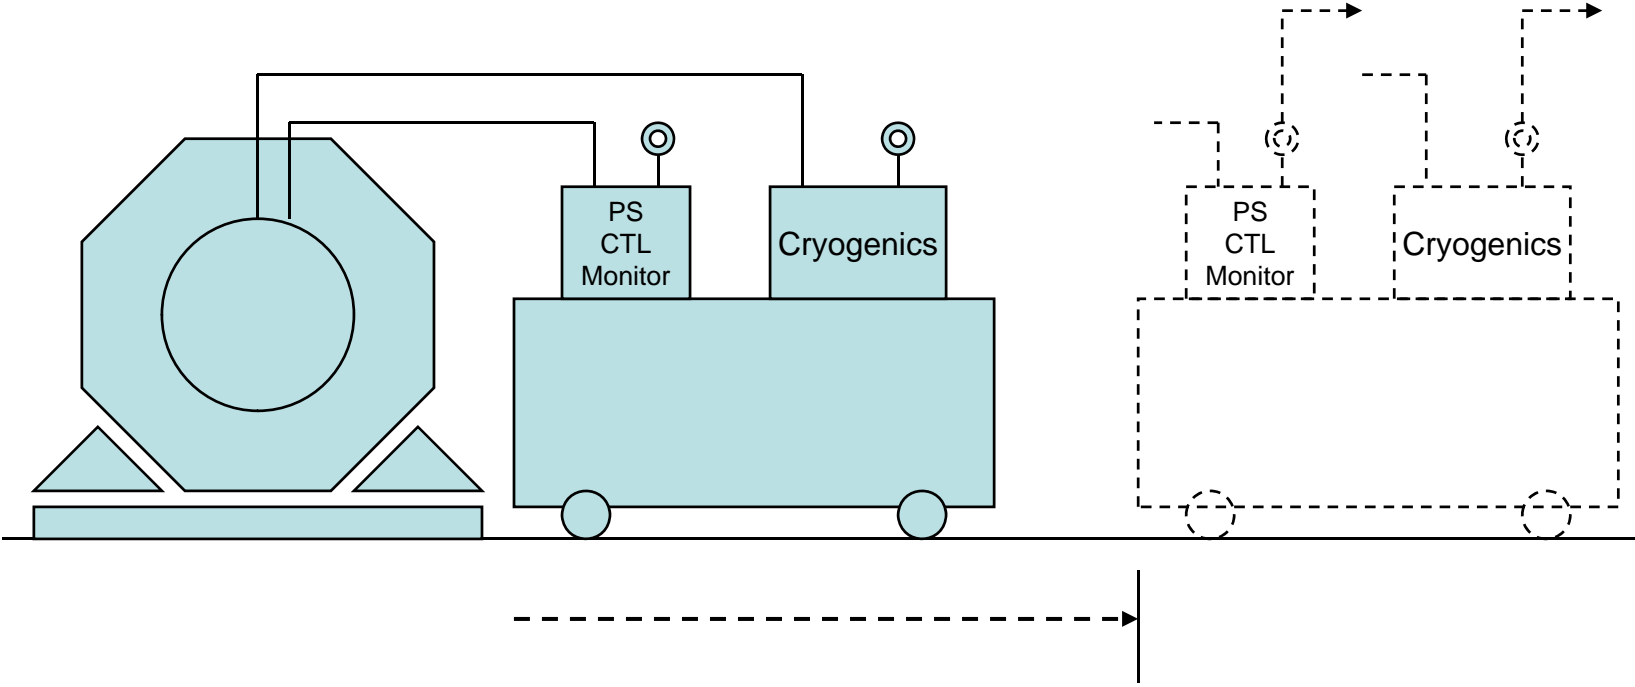 PS
CTL
Monitor
Cryogenics
PS
CTL
Monitor
Cryogenics